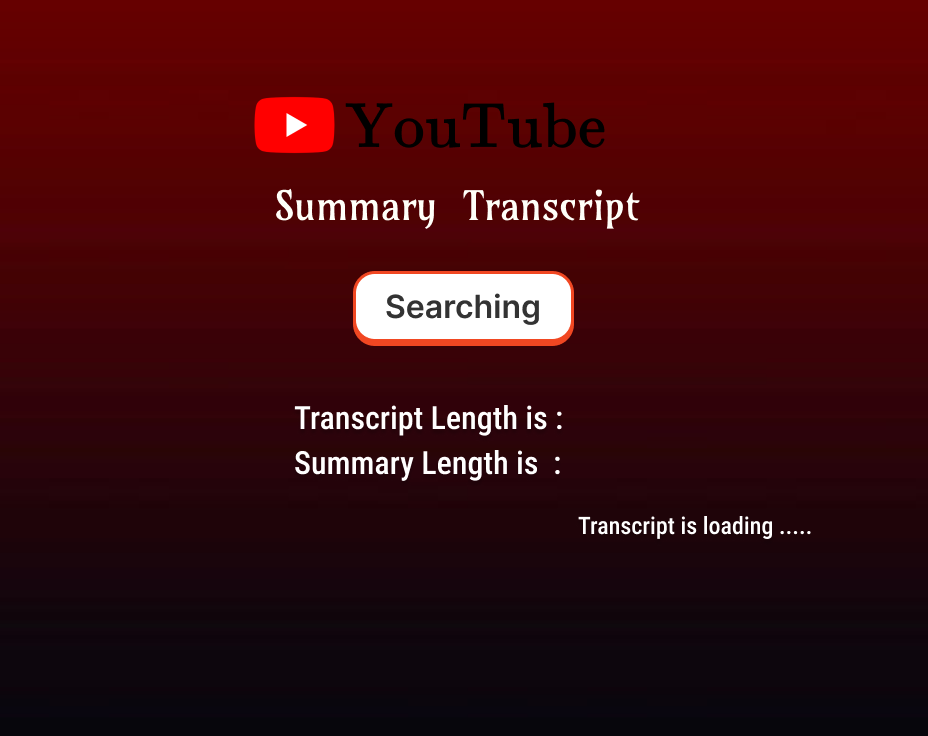 YouTube
Summary Transcript
Searching
Transcript Length is :
Summary Length is :
Transcript is loading .....